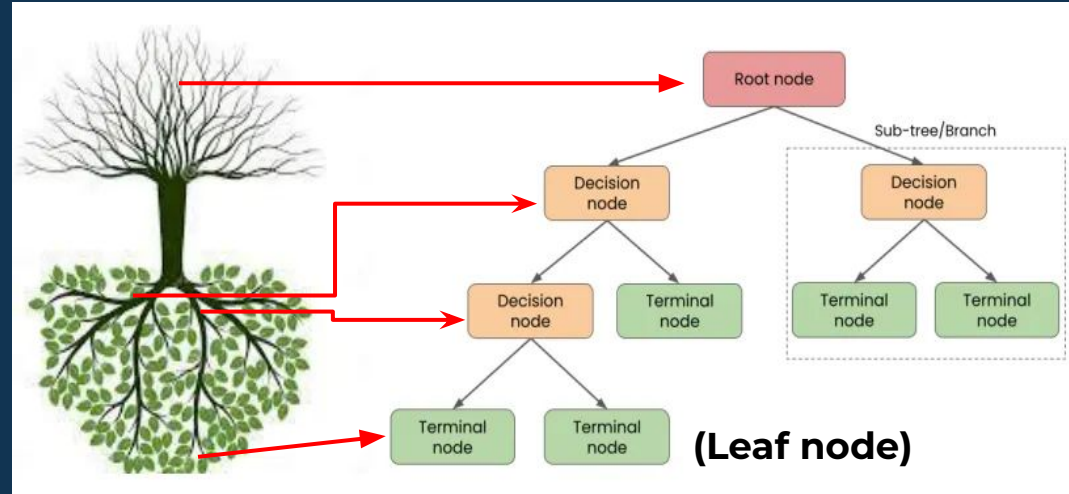 Root node
Sub-tree/Branch
Decision
node
Decision
node
Decision
node
Terminal
node
Terminal
node
Terminal
node
Terminal
node
Terminal
node
(Leaf node)